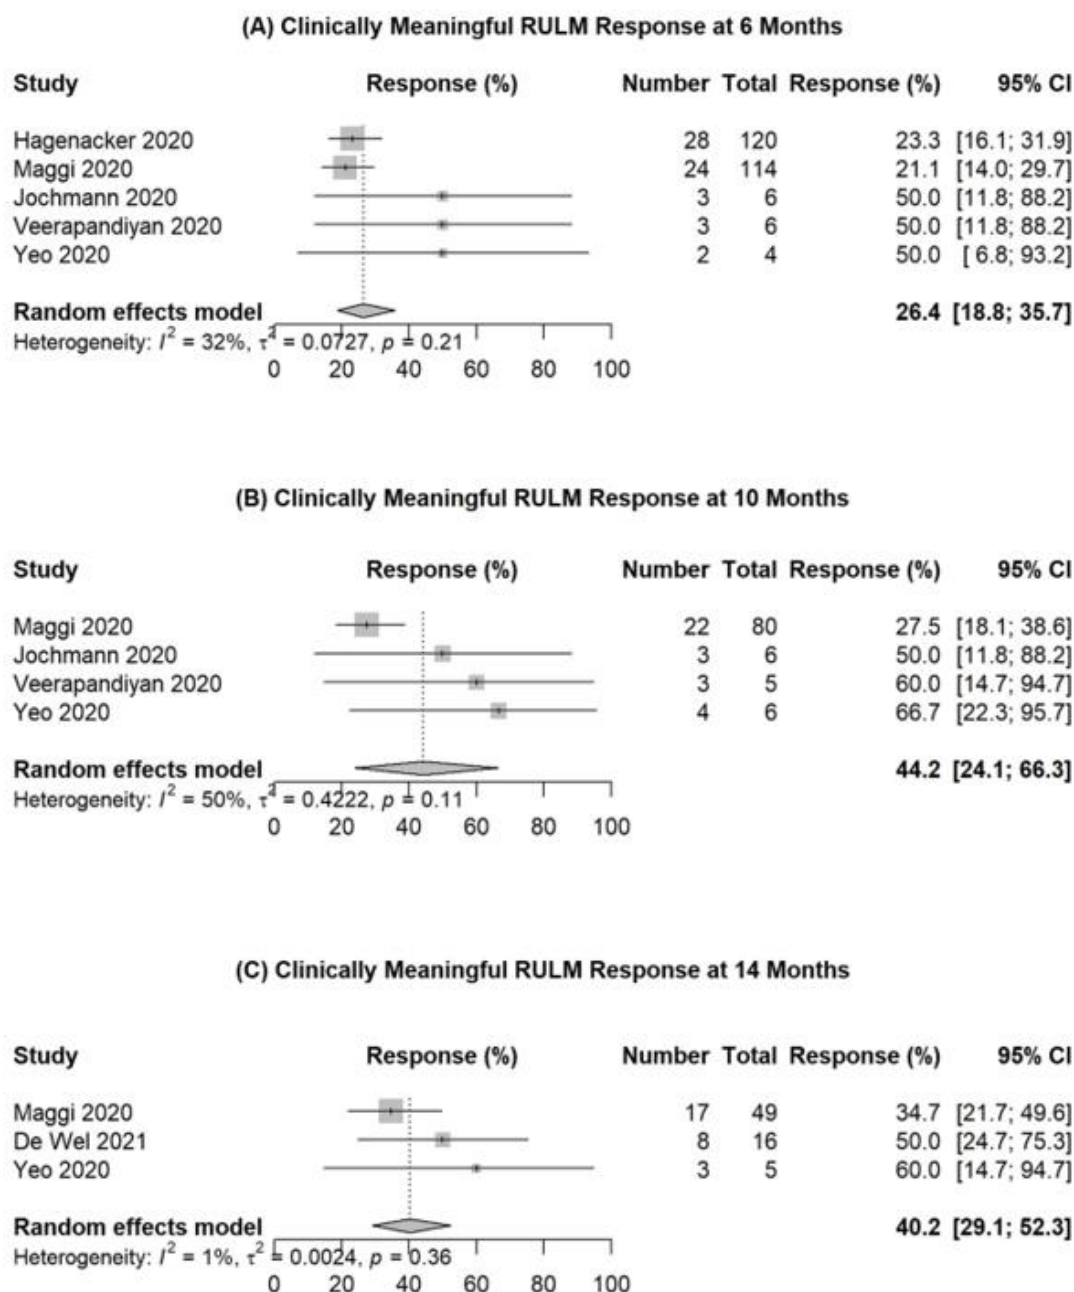 (A) Clinically Meaningful RULM Response at 6 Months
Study Response (%) Number Total Response (%) 95% CI
Hagenacker 2020 28 120 23.3 [16.1; 31.9]
Maggi 2020 24 114 21.1 [14.0; 29.7]
Jochmann 2020 3 6 50.0 [11.8; 88.2]
Veerapandiyan 2020 3 6 50.0 [11.8; 88.2]
Yeo 2020 2 4 50.0 [ 6.8; 93.2]
Random effects model 26.4 [18.8; 35.7]
Heterogeneity: I² = 32%, τ² = 0.0727, p = 0.21
0 20 40 60 80 100
(B) Clinically Meaningful RULM Response at 10 Months
Study Response (%) Number Total Response (%) 95% CI
Maggi 2020 22 80 27.5 [18.1; 38.6]
Jochmann 2020 3 6 50.0 [11.8; 88.2]
Veerapandiyan 2020 3 5 60.0 [14.7; 94.7]
Yeo 2020 4 6 66.7 [22.3; 95.7]
Random effects model 44.2 [24.1; 66.3]
Heterogeneity: I² = 50%, τ² = 0.4222, p = 0.11
0 20 40 60 80 100
(C) Clinically Meaningful RULM Response at 14 Months
Study Response (%) Number Total Response (%) 95% CI
Maggi 2020 17 49 34.7 [21.7; 49.6]
De Wel 2021 8 16 50.0 [24.7; 75.3]
Yeo 2020 3 5 60.0 [14.7; 94.7]
Random effects model 40.2 [29.1; 52.3]
Heterogeneity: I² = 1%, τ² = 0.0024, p = 0.36
0 20 40 60 80 100